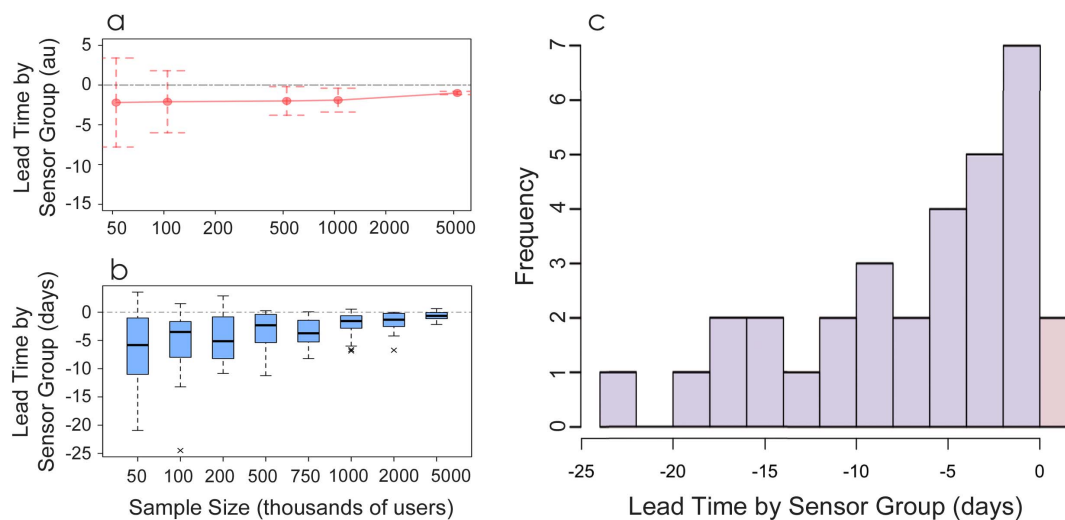 a
5
0
-5
-10
-15
Lead Time by
Sensor Group (au)
50 100 200 500 1000 2000 5000
b
0
-5
-10
-15
-20
-25
Lead Time by
Sensor Group (days)
50 100 200 500 750 1000 2000 5000
Sample Size (thousands of users)
c
7
6
5
4
3
2
1
0
Frequency
-25 -20 -15 -10 -5 0
Lead Time by Sensor Group (days)